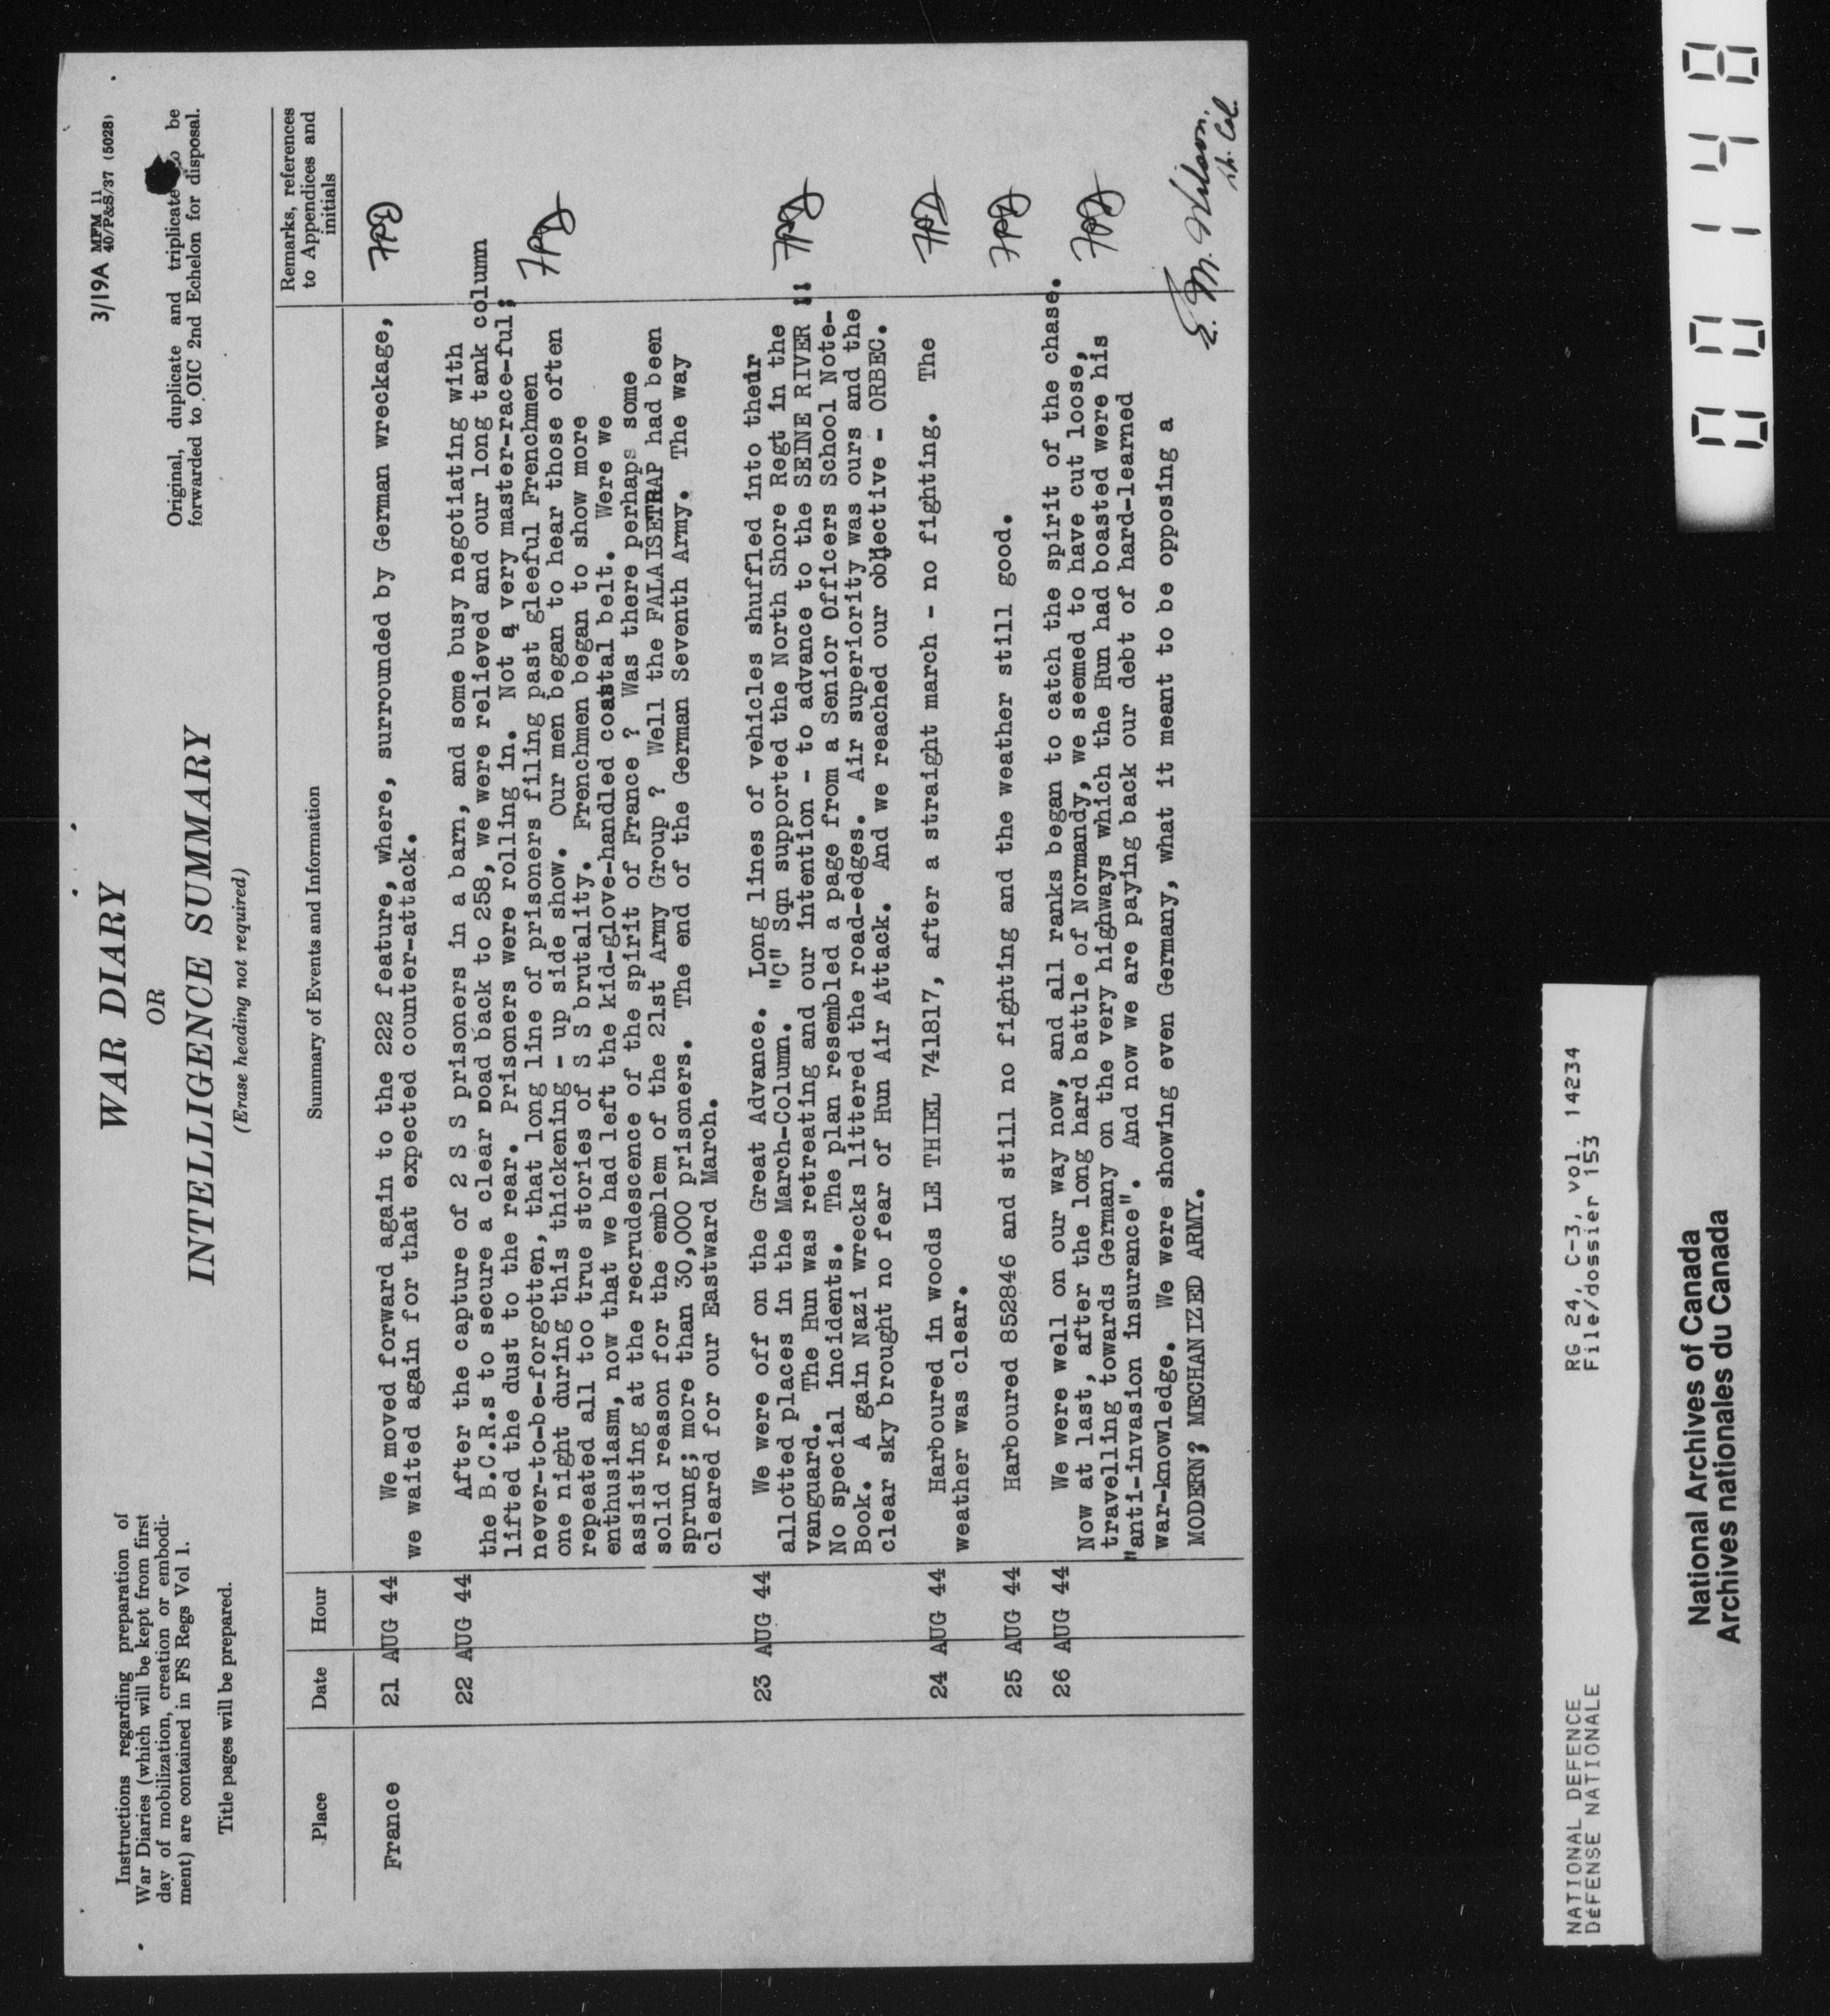 Instructions regarding preparation of
War Diaries (which will be kept from first
day of mobilization, creation or embodi-
ment) are contained in FS Regs Vol 1.
Title pages will be prepared.
WAR DIARY
OR
INTELLIGENCE SUMMARY
(Erase heading not required)
3/19A MFM 11
40/P&S/37 (5028)
Original, duplicate and triplicate to be
forwarded to OIC 2nd Echelon for disposal.
Place Date Hour Summary of Events and Information Remarks, references
to Appendices and
initials
France 21 AUG 44 We moved forward again to the 222 feature, where, surrounded by German wreckage,
we waited again for that expected counter-attack.
22 AUG 44 After the capture of 2 S S prisoners in a barn, and some busy negotiating with
the B.C.R.s to secure a clear road back to 258, we were relieved and our long tank column
lifted the dust to the rear. Prisoners were rolling in. Not a very master-race-ful;
never-to-be-forgotten, that long line of prisoners filing past gleeful Frenchmen
one night during this thickening - up side show. Our men began to hear those often
repeated all too true stories of S S brutality. Frenchmen began to show more
enthusiasm, now that we had left the kid-glove-handled coastal belt. Were we
assisting at the recrudescence of the spirit of France ? Was there perhaps some
solid reason for the emblem of the 21st Army Group ? Well the FALAISETRAP had been
sprung; more than 30,000 prisoners. The end of the German Seventh Army. The way
cleared for our Eastward March.
23 AUG 44 We were off on the Great Advance. Long lines of vehicles shuffled into their
allotted places in the March-Column. "C" Sqn supported the North Shore Regt in the
vanguard. The Hun was retreating and our intention - to advance to the SEINE RIVER !!
No special incidents. The plan resembled a page from a Senior Officers School Note-
Book. A gain Nazi wrecks littered the road-edges. Air superiority was ours and the
clear sky brought no fear of Hun Air Attack. And we reached our objective - ORBEC.
24 AUG 44 Harboured in woods LE THIEL 741817, after a straight march - no fighting. The
weather was clear.
25 AUG 44 Harboured 852846 and still no fighting and the weather still good.
26 AUG 44 We were well on our way now, and all ranks began to catch the spirit of the chase.
Now at last, after the long hard battle of Normandy, we seemed to have cut loose,
travelling towards Germany on the very highways which the Hun had boasted were his
"anti-invasion insurance". And now we are paying back our debt of hard-learned
war-knowledge. We were showing even Germany, what it meant to be opposing a
MODERN; MECHANIZED ARMY.
E. M. Wilson.
Lt. Col.
NATIONAL DEFENCE
DÉFENSE NATIONALE
RG 24, C-3, vol. 14234
File/dossier 153
National Archives of Canada
Archives nationales du Canada
00148